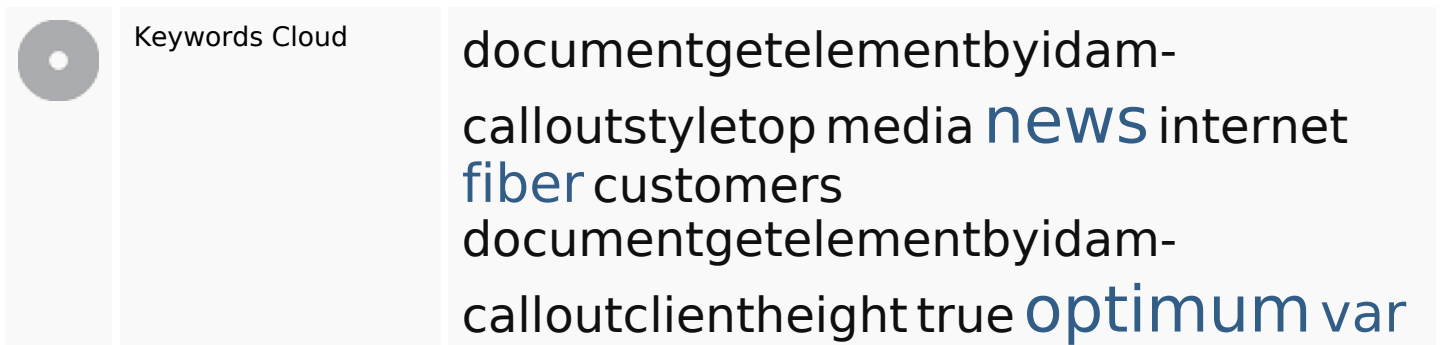 Keywords Cloud
documentgetelementbyidam-
calloutstyletop media news internet
fiber customers
documentgetelementbyidam-
calloutclientheight true optimum var